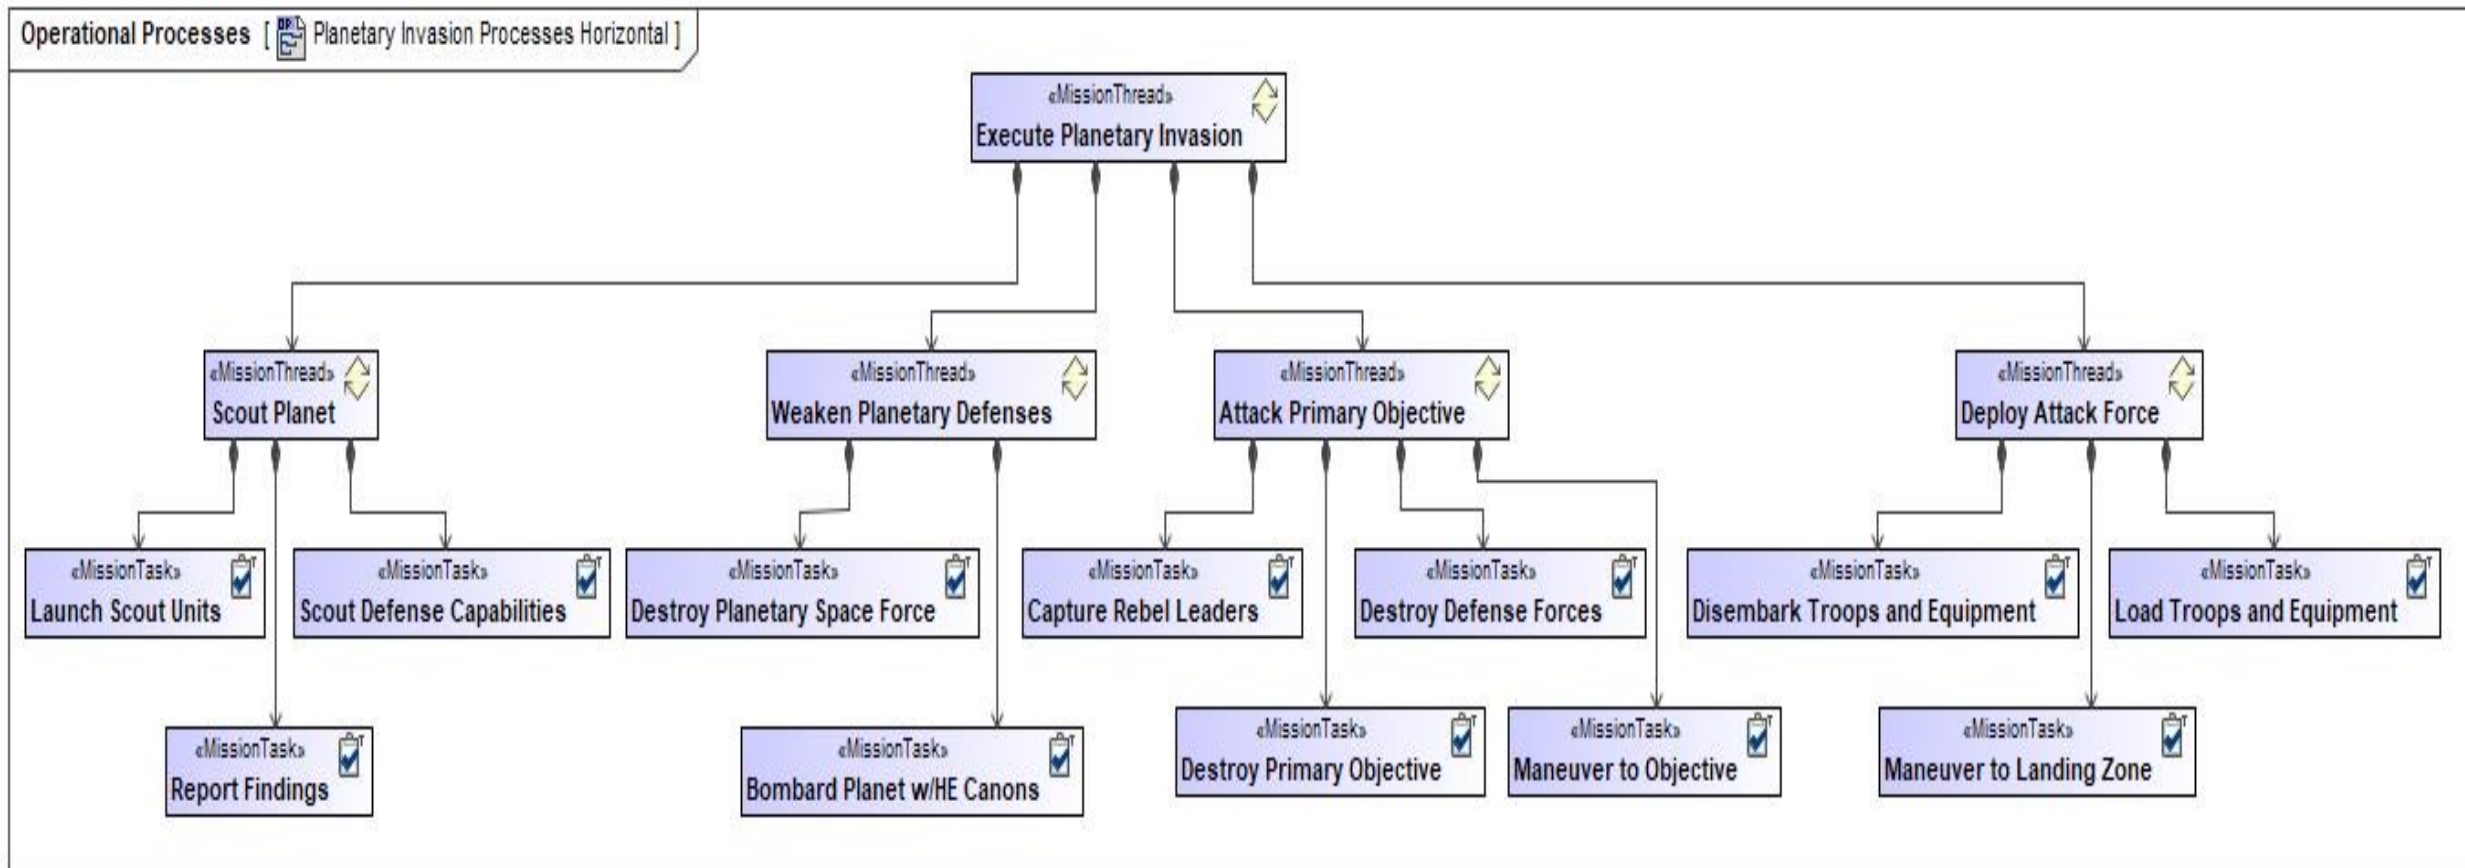 Operational Processes [ Planetary Invasion Processes Horizontal ]
«MissionThread»
Execute Planetary Invasion
«MissionThread»
Scout Planet
«MissionThread»
Weaken Planetary Defenses
«MissionThread»
Attack Primary Objective
«MissionThread»
Deploy Attack Force
«MissionTask»
Launch Scout Units
«MissionTask»
Scout Defense Capabilities
«MissionTask»
Destroy Planetary Space Force
«MissionTask»
Capture Rebel Leaders
«MissionTask»
Destroy Defense Forces
«MissionTask»
Disembark Troops and Equipment
«MissionTask»
Load Troops and Equipment
«MissionTask»
Report Findings
«MissionTask»
Bombard Planet w/HE Canons
«MissionTask»
Destroy Primary Objective
«MissionTask»
Maneuver to Objective
«MissionTask»
Maneuver to Landing Zone